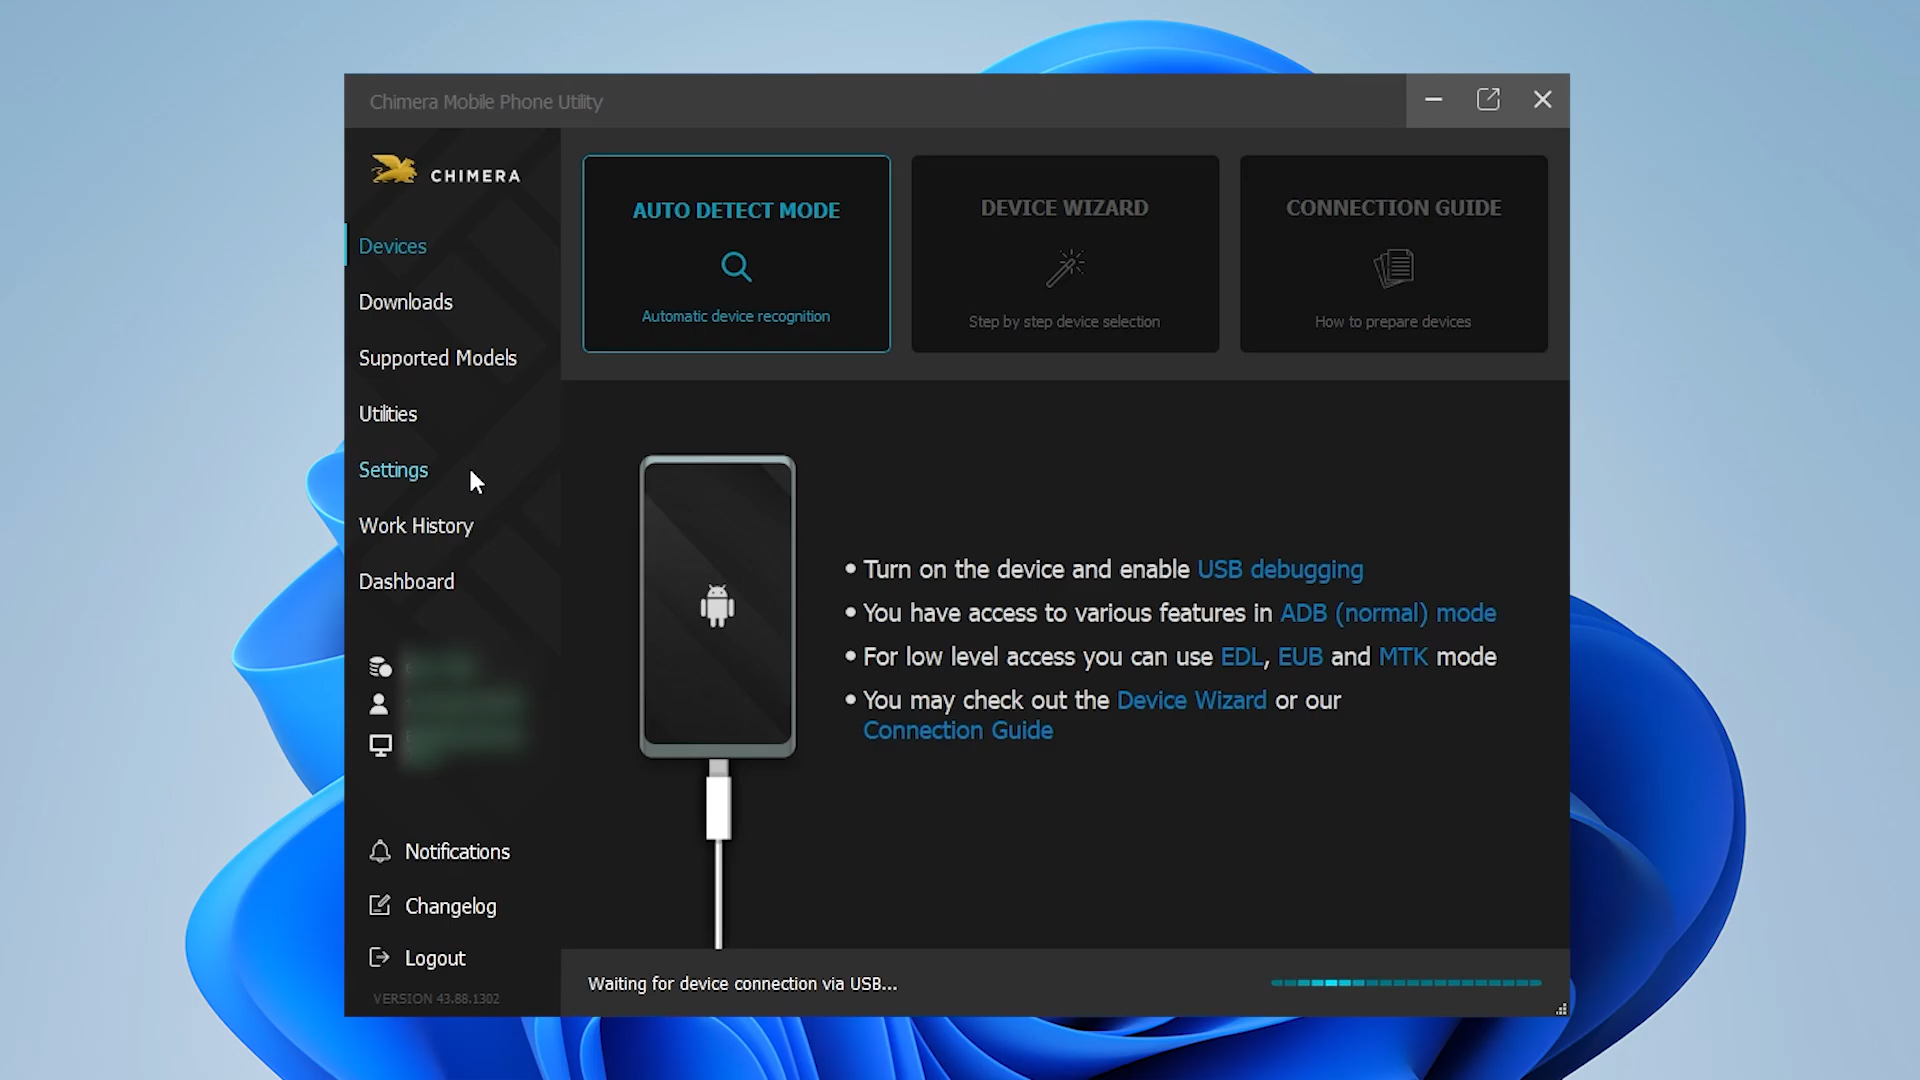 Chimera Mobile Phone Utility
CHIMERA
Devices
Downloads
Supported Models
Utilities
Settings
Work History
Dashboard
Notifications
Changelog
Logout
VERSION 43.88.1302
AUTO DETECT MODE
Automatic device recognition
DEVICE WIZARD
Step by step device selection
CONNECTION GUIDE
How to prepare devices
• Turn on the device and enable USB debugging
• You have access to various features in ADB (normal) mode
• For low level access you can use EDL, EUB and MTK mode
• You may check out the Device Wizard or our
Connection Guide
Waiting for device connection via USB...